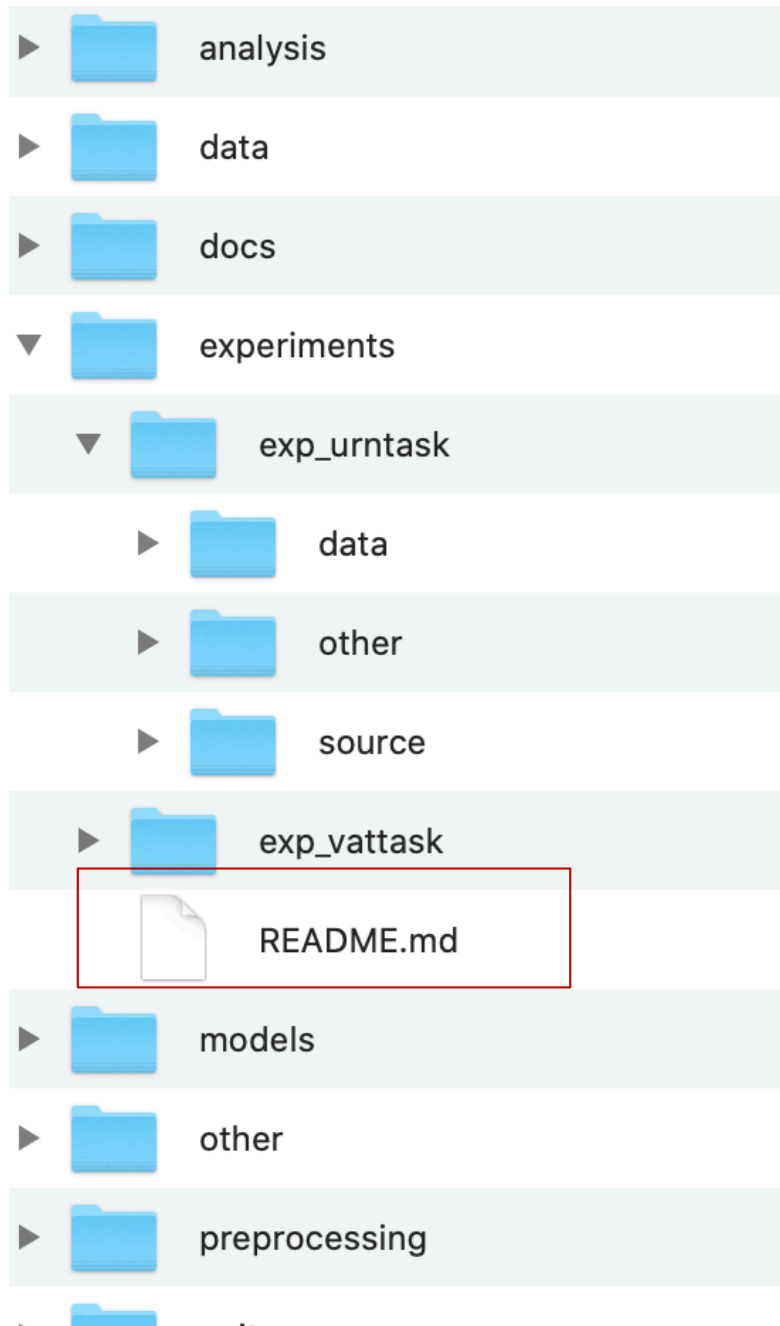 analysis
data
docs
experiments
exp_urntask
data
other
source
exp_vattask
README.md
models
other
preprocessing